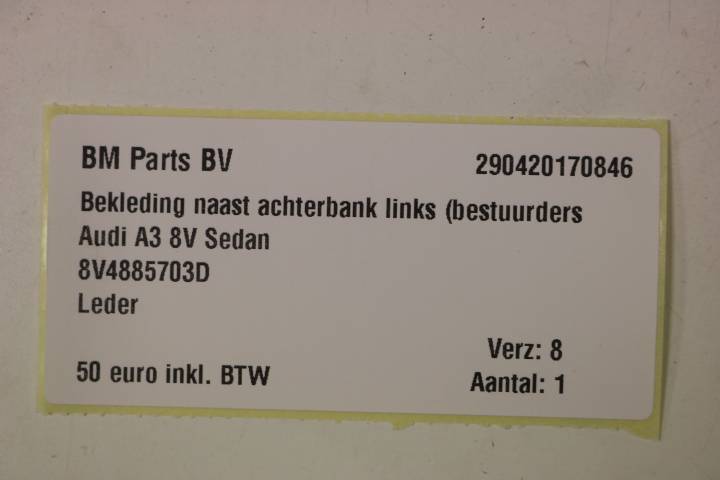 BM Parts BV 290420170846
Bekleding naast achterbank links (bestuurders
Audi A3 8V Sedan
8V4885703D
Leder
Verz: 8
50 euro inkl. BTW
Aantal: 1